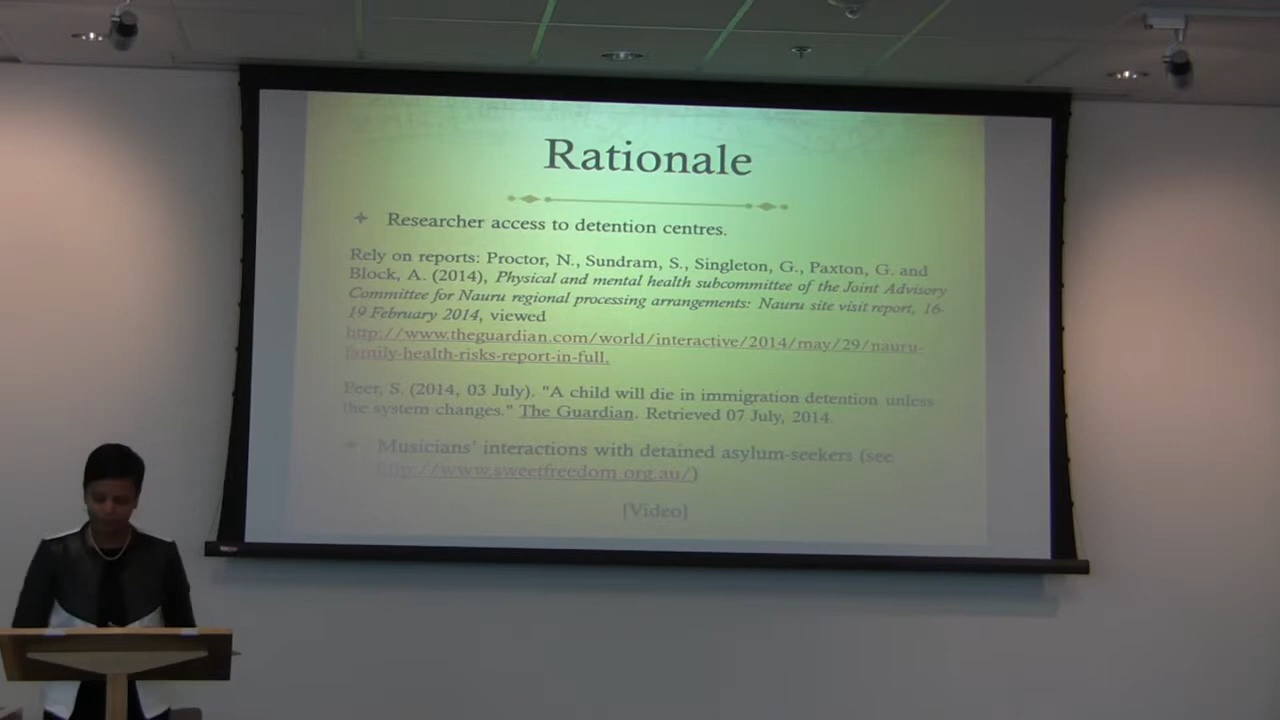 Rationale
Researcher access to detention centres.
Rely on reports: Proctor, N., Sundram, S., Singleton, G., Paxton, G. and
Block, A. (2014), Physical and mental health subcommittee of the Joint Advisory
Committee for Nauru regional processing arrangements: Nauru site visit report, 16-
19 February 2014, viewed
http://www.theguardian.com/world/interactive/2014/may/29/nauru-
family-health-risks-report-in-full.
Peer, S. (2014, 03 July). "A child will die in immigration detention unless
the system changes." The Guardian. Retrieved 07 July, 2014.
Musicians' interactions with detained asylum-seekers (see
http://www.sweetfreedom.org.au/)
[Video]